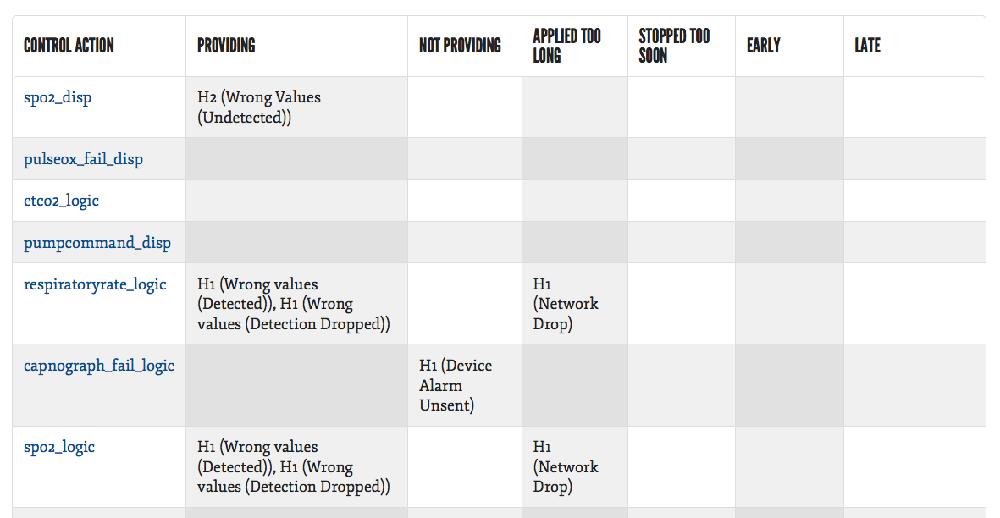 CONTROL ACTION
PROVIDING
NOT PROVIDING
APPLIED TOO
LONG
STOPPED TOO
SOON
EARLY
LATE
spo2_disp
H2 (Wrong Values
(Undetected))
pulseox_fail_disp
etco2_logic
pumpcommand_disp
respiratoryrate_logic
H1 (Wrong values
(Detected)), H1 (Wrong
values (Detection Dropped))
H1
(Network
Drop)
capnograph_fail_logic
H1 (Device
Alarm
Unsent)
spo2_logic
H1 (Wrong values
(Detected)), H1 (Wrong
values (Detection Dropped))
H1
(Network
Drop)